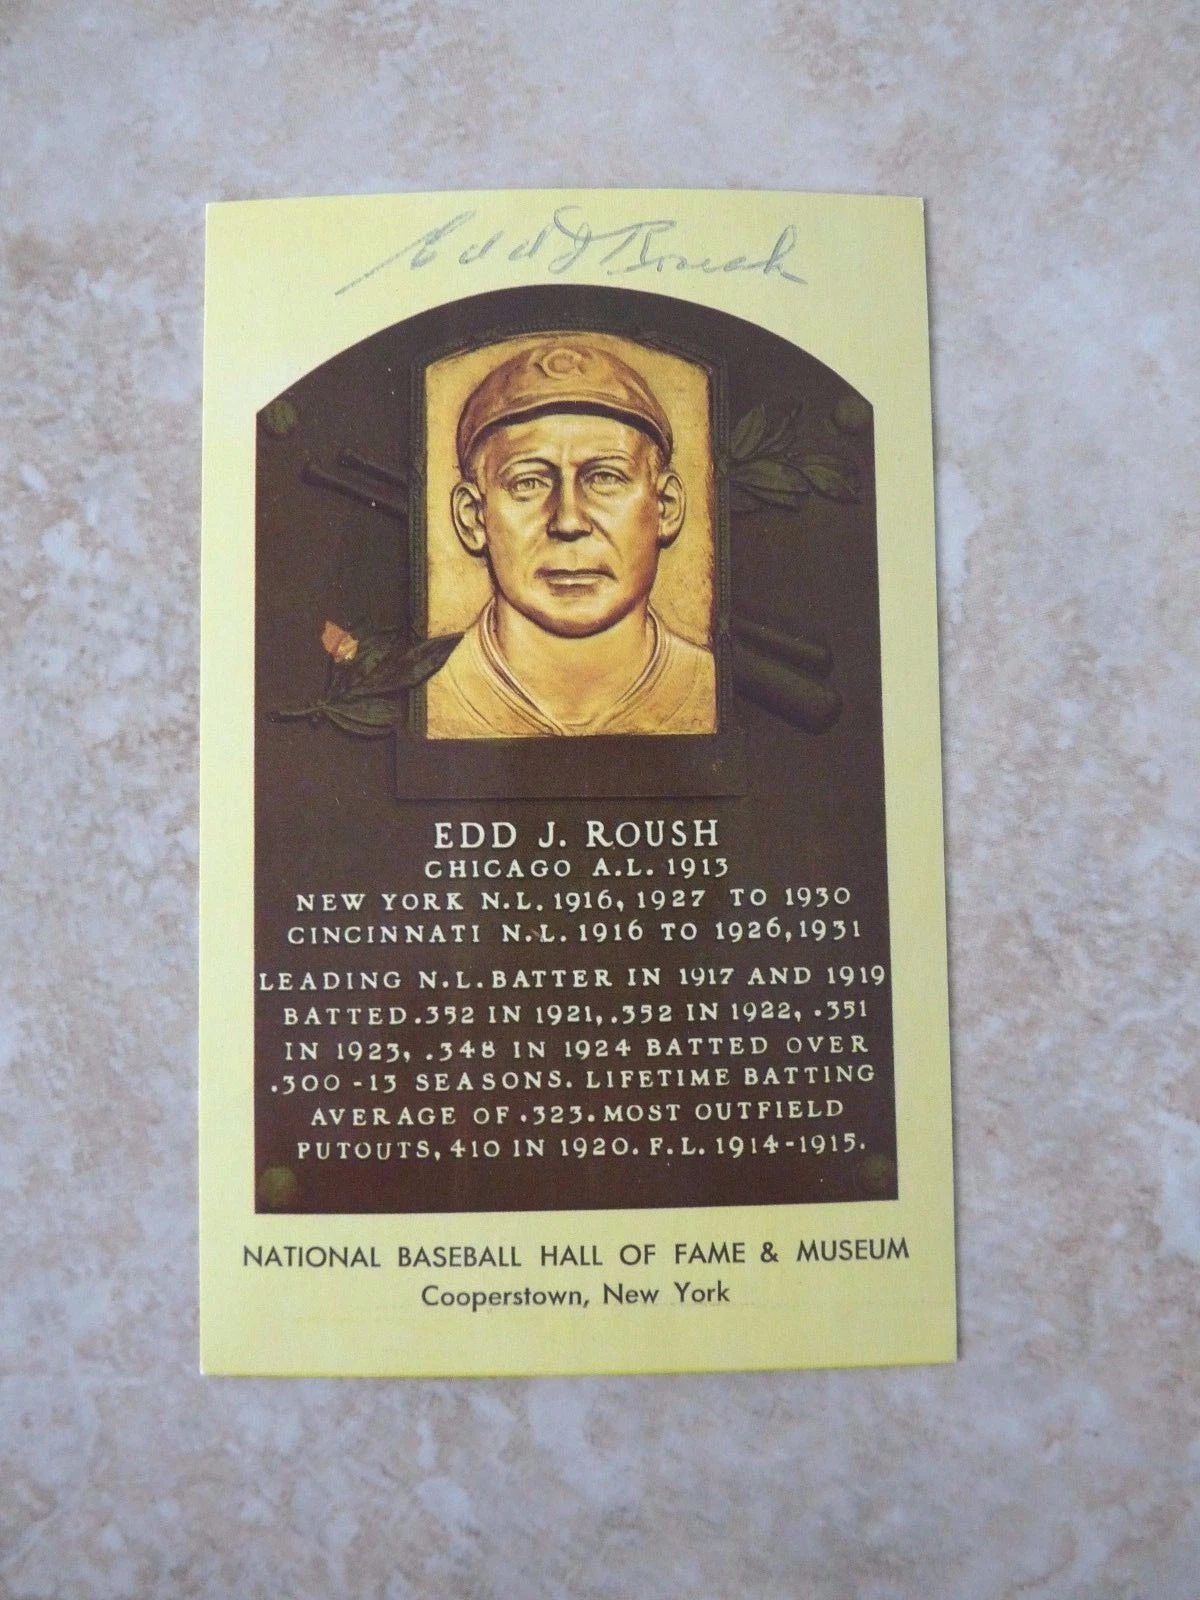 Edd J Roush
C
EDD J. ROUSH
CHICAGO A.L. 1913
NEW YORK N.L. 1916, 1927 TO 1930
CINCINNATI N.L. 1916 TO 1926, 1931
LEADING N.L. BATTER IN 1917 AND 1919
BATTED .352 IN 1921, .352 IN 1922, .351
IN 1923, .348 IN 1924 BATTED OVER
.300 - 13 SEASONS. LIFETIME BATTING
AVERAGE OF .323. MOST OUTFIELD
PUTOUTS, 410 IN 1920. F.L. 1914-1915.
NATIONAL BASEBALL HALL OF FAME & MUSEUM
Cooperstown, New York